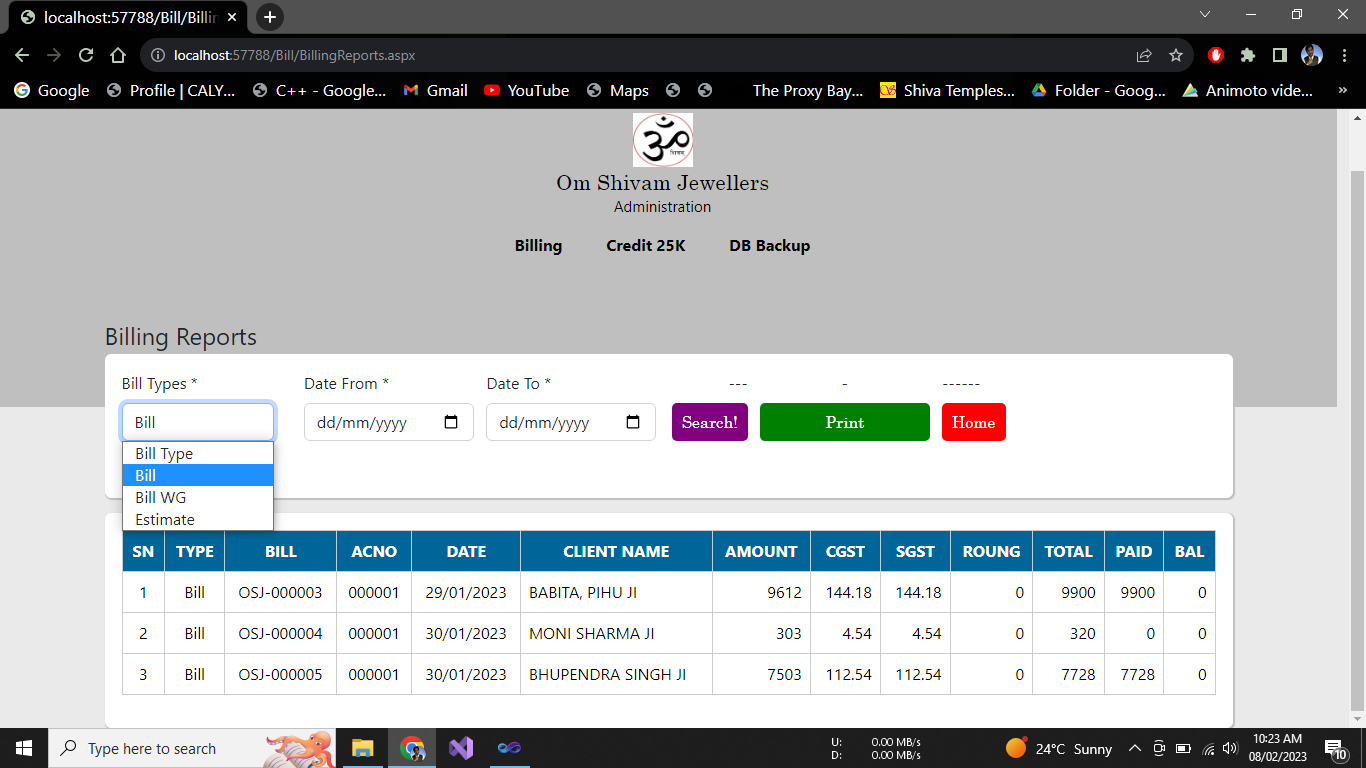 localhost:57788/Bill/Billin
localhost:57788/Bill/BillingReports.aspx
Google Profile | CALY... C++ - Google... Gmail YouTube Maps The Proxy Bay... Shiva Temples... Folder - Goog... Animoto vide... »
ॐ
Om Shivam Jewellers
Administration
Billing Credit 25K DB Backup
Billing Reports
Bill Types * Date From * Date To * --- - ------
Bill dd/mm/yyyy dd/mm/yyyy Search! Print Home
Bill Type
Bill
Bill WG
Estimate
SN TYPE BILL ACNO DATE CLIENT NAME AMOUNT CGST SGST ROUNG TOTAL PAID BAL
1 Bill OSJ-000003 000001 29/01/2023 BABITA, PIHU JI 9612 144.18 144.18 0 9900 9900 0
2 Bill OSJ-000004 000001 30/01/2023 MONI SHARMA JI 303 4.54 4.54 0 320 0 0
3 Bill OSJ-000005 000001 30/01/2023 BHUPENDRA SINGH JI 7503 112.54 112.54 0 7728 7728 0
Type here to search
U: 0.00 MB/s
D: 0.00 MB/s
24°C Sunny
10:23 AM
08/02/2023
10